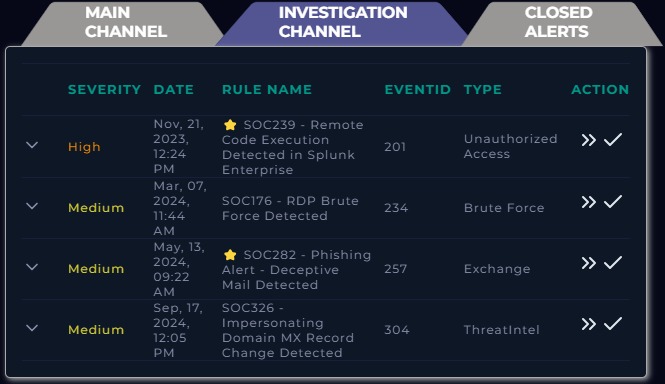 MAIN
CHANNEL
INVESTIGATION
CHANNEL
CLOSED
ALERTS
SEVERITY DATE RULE NAME EVENTID TYPE ACTION
High
Nov, 21,
2023,
12:24
PM
SOC239 - Remote
Code Execution
Detected in Splunk
Enterprise
201
Unauthorized
Access
Medium
Mar, 07,
2024,
11:44
AM
SOC176 - RDP Brute
Force Detected
234
Brute Force
Medium
May, 13,
2024,
09:22
AM
SOC282 - Phishing
Alert - Deceptive
Mail Detected
257
Exchange
Medium
Sep, 17,
2024,
12:05
PM
SOC326 -
Impersonating
Domain MX Record
Change Detected
304
ThreatIntel